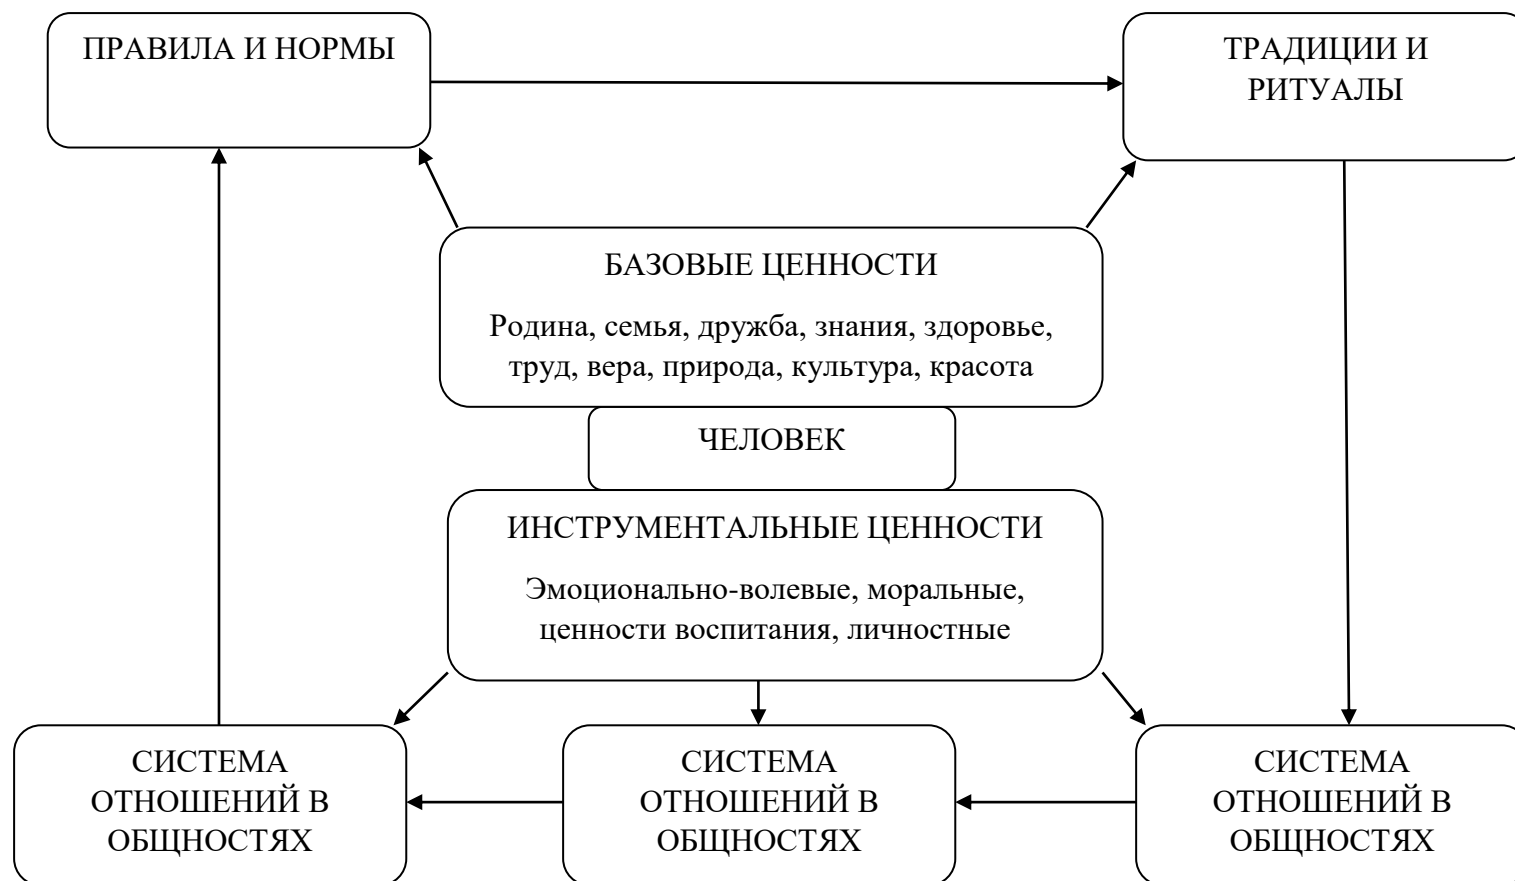 ПРАВИЛА И НОРМЫ
ТРАДИЦИИ И
РИТУАЛЫ
БАЗОВЫЕ ЦЕННОСТИ
Родина, семья, дружба, знания, здоровье,
труд, вера, природа, культура, красота
ЧЕЛОВЕК
ИНСТРУМЕНТАЛЬНЫЕ ЦЕННОСТИ
Эмоционально-волевые, моральные,
ценности воспитания, личностные
СИСТЕМА
ОТНОШЕНИЙ В
ОБЩНОСТЯХ
СИСТЕМА
ОТНОШЕНИЙ В
ОБЩНОСТЯХ
СИСТЕМА
ОТНОШЕНИЙ В
ОБЩНОСТЯХ